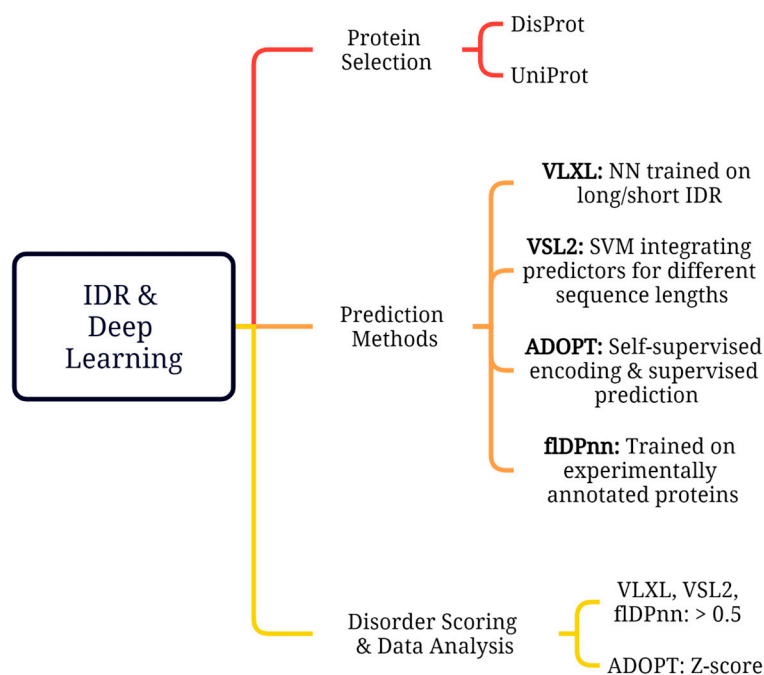 IDR &
Deep
Learning
Protein
Selection
DisProt
UniProt
Prediction
Methods
VLXL: NN trained on
long/short IDR
VSL2: SVM integrating
predictors for different
sequence lengths
ADOPT: Self-supervised
encoding & supervised
prediction
flDPnn: Trained on
experimentally
annotated proteins
Disorder Scoring
& Data Analysis
VLXL, VSL2,
flDPnn: > 0.5
ADOPT: Z-score